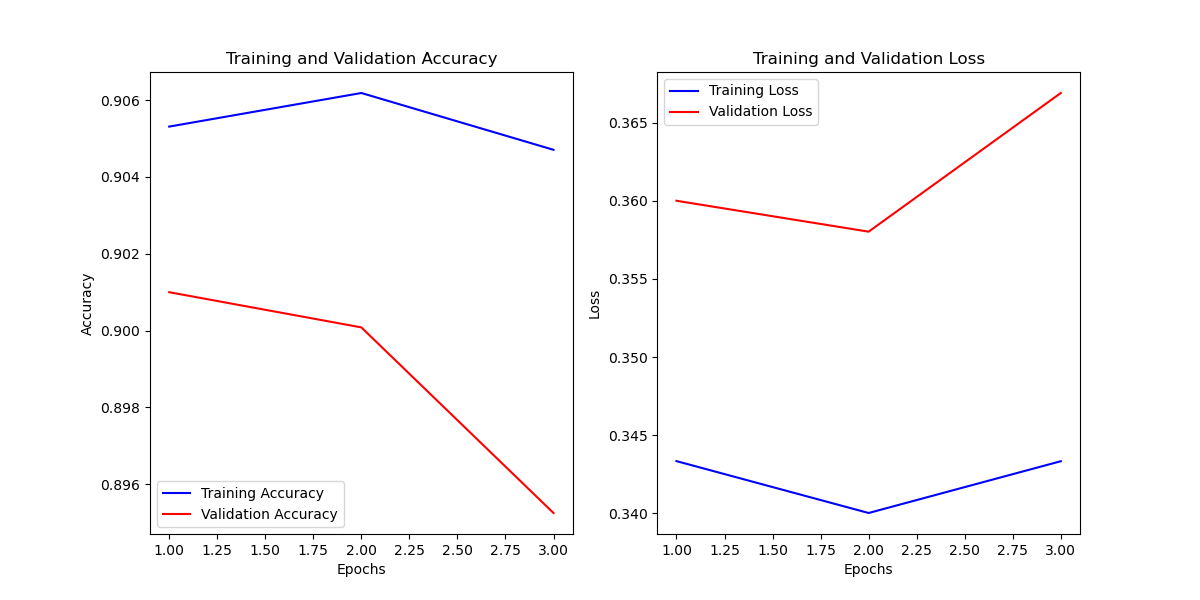 Training and Validation Accuracy
0.906
0.904
0.902
0.900
0.898
0.896
Accuracy
Training Accuracy
Validation Accuracy
1.00 1.25 1.50 1.75 2.00 2.25 2.50 2.75 3.00
Epochs
Training and Validation Loss
Training Loss
Validation Loss
0.365
0.360
0.355
0.350
0.345
0.340
Loss
1.00 1.25 1.50 1.75 2.00 2.25 2.50 2.75 3.00
Epochs